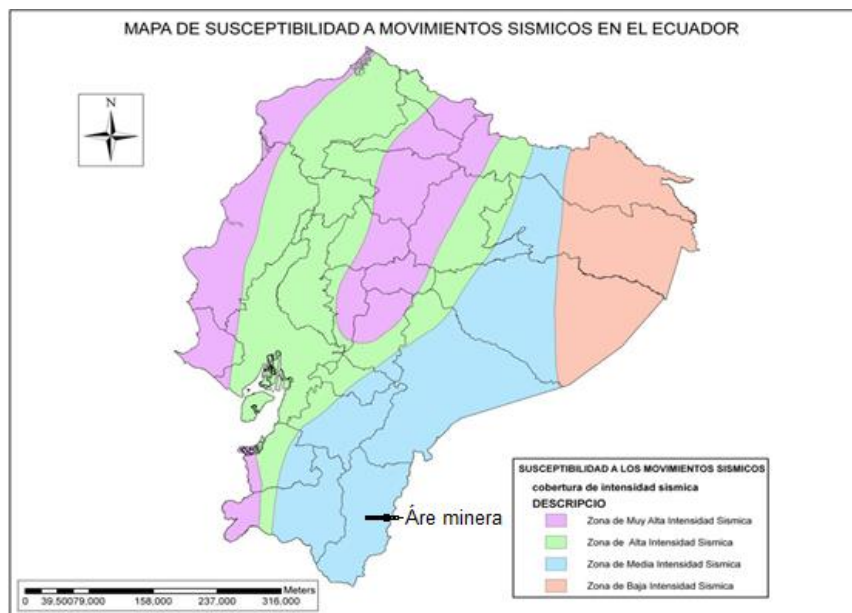 MAPA DE SUSCEPTIBILIDAD A MOVIMIENTOS SISMICOS EN EL ECUADOR
N
Áre minera
SUSCEPTIBILIDAD A LOS MOVIMIENTOS SISMICOS
cobertura de intensidad sismica
DESCRIPCIO
Zona de Muy Alta Intensidad Sismica
Zona de Alta Intensidad Sismica
Zona de Media Intensidad Sismica
Zona de Baja Intensidad Sismica
Meters
0 39.50079,000 158,000 237,000 316,000